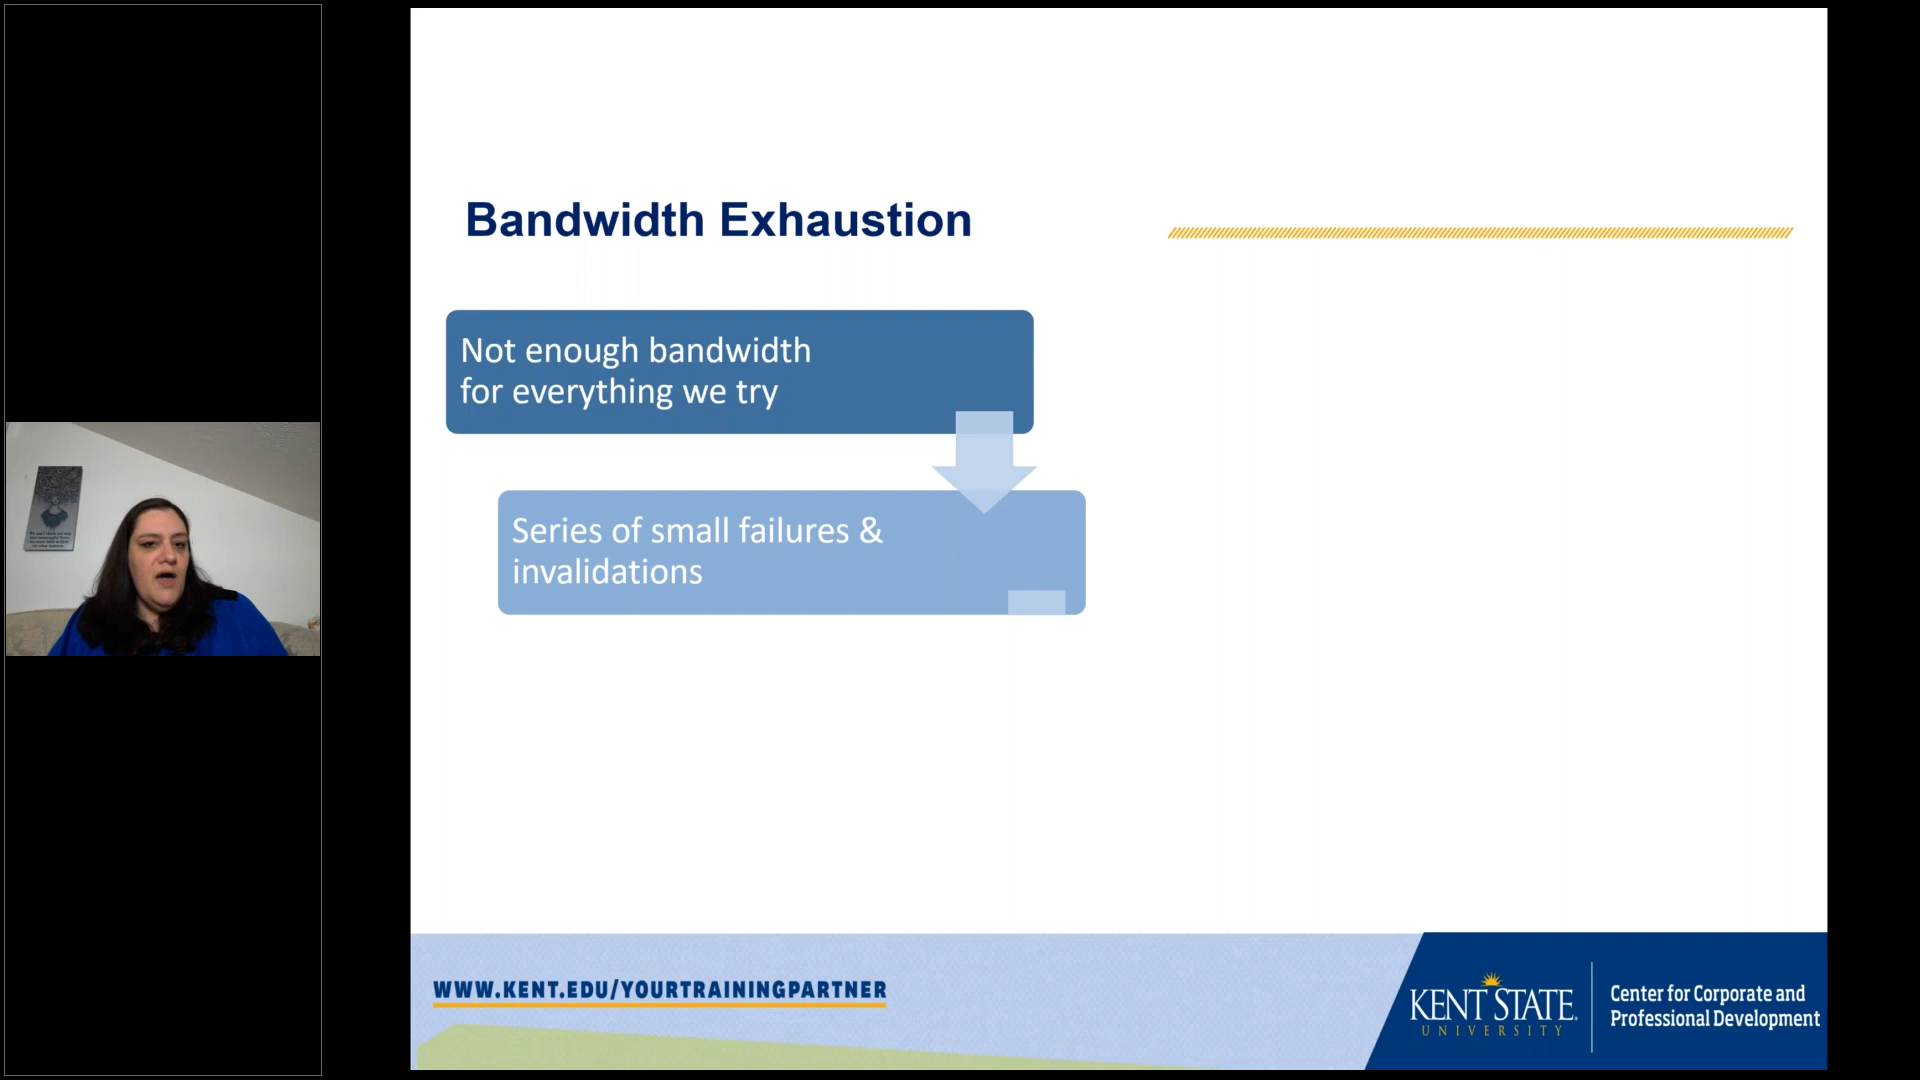 Bandwidth Exhaustion
Not enough bandwidth
for everything we try
Series of small failures &
invalidations
WWW.KENT.EDU/YOURTRAININGPARTNER
KENT STATE
UNIVERSITY
Center for Corporate and
Professional Development